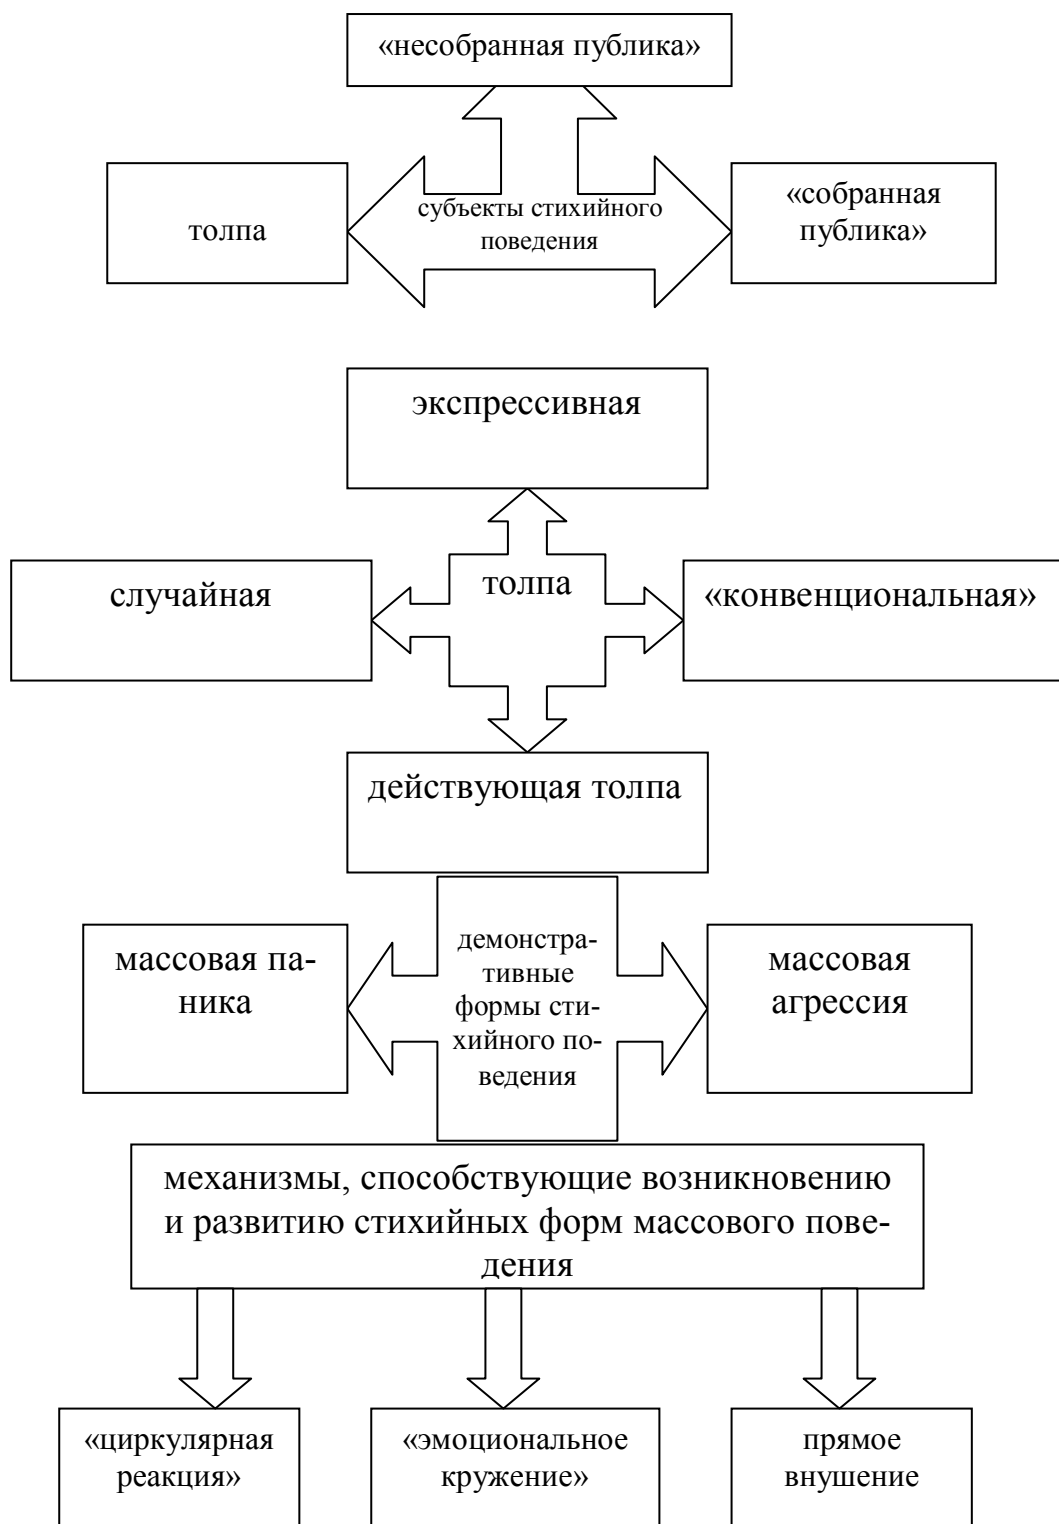 «несобранная публика»
толпа
субъекты стихийного
поведения
«собранная
публика»
экспрессивная
случайная
толпа
«конвенциональная»
действующая толпа
массовая па-
ника
демонстра-
тивные
формы сти-
хийного по-
ведения
массовая
агрессия
механизмы, способствующие возникновению
и развитию стихийных форм массового пове-
дения
«циркулярная
реакция»
«эмоциональное
кружение»
прямое
внушение